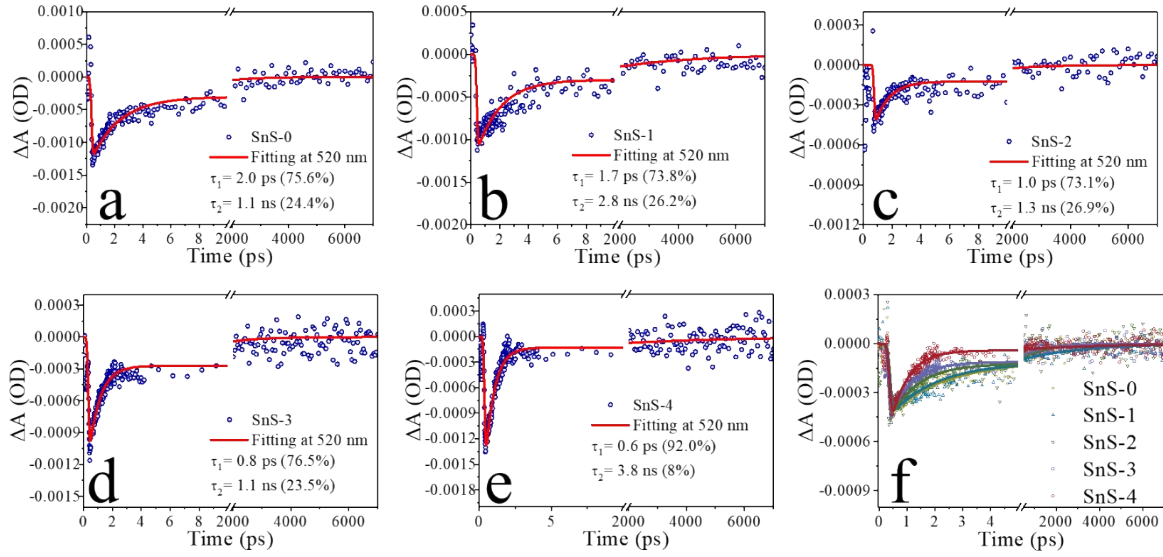 0.0010
0.0005
0.0000
-0.0005
-0.0010
-0.0015
-0.0020
ΔA (OD)
SnS-0
Fitting at 520 nm
τ1= 2.0 ps (75.6%)
τ2= 1.1 ns (24.4%)
a
0 2 4 6 8 2000 4000 6000
Time (ps)
0.0005
0.0000
-0.0005
-0.0010
-0.0015
-0.0020
ΔA (OD)
SnS-1
Fitting at 520 nm
τ1= 1.7 ps (73.8%)
τ2= 2.8 ns (26.2%)
b
0 2 4 6 8 2000 4000 6000
Time (ps)
0.0003
0.0000
-0.0003
-0.0006
-0.0009
-0.0012
ΔA (OD)
SnS-2
Fitting at 520 nm
τ1= 1.0 ps (73.1%)
τ2= 1.3 ns (26.9%)
c
0 2 4 6 8 2000 4000 6000
Time (ps)
0.0003
0.0000
-0.0003
-0.0006
-0.0009
-0.0012
-0.0015
ΔA (OD)
SnS-3
Fitting at 520 nm
τ1= 0.8 ps (76.5%)
τ2= 1.1 ns (23.5%)
d
0 2 4 6 8 2000 4000 6000
Time (ps)
0.0003
0.0000
-0.0003
-0.0006
-0.0009
-0.0012
-0.0015
-0.0018
ΔA (OD)
SnS-4
Fitting at 520 nm
τ1= 0.6 ps (92.0%)
τ2= 3.8 ns (8%)
e
0 5 2000 4000 6000
Time (ps)
0.0003
0.0000
-0.0003
-0.0006
-0.0009
ΔA (OD)
SnS-0
SnS-1
SnS-2
SnS-3
SnS-4
f
0 1 2 3 4 2000 4000 6000
Time (ps)